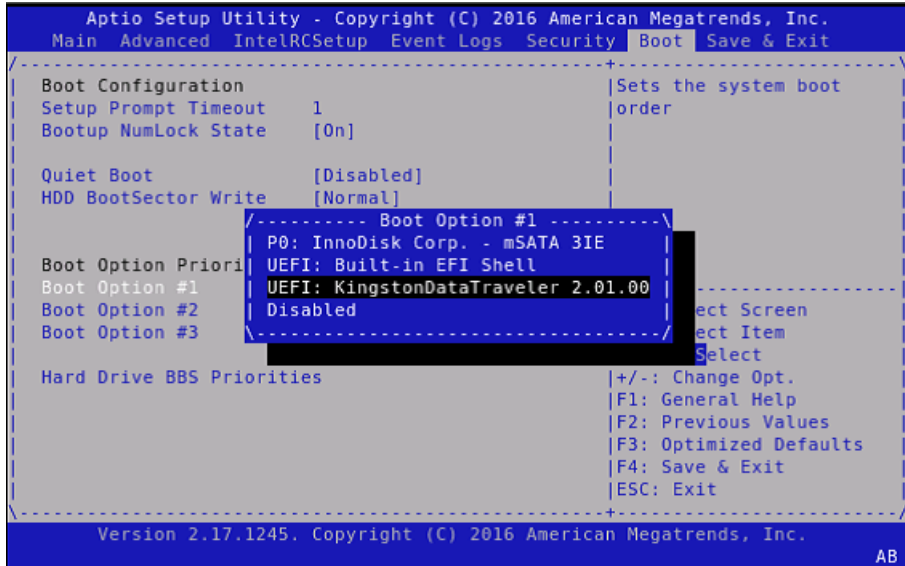 Aptio Setup Utility - Copyright (C) 2016 American Megatrends, Inc.
Main Advanced IntelRCSetup Event Logs Security Boot Save & Exit
Boot Configuration
Setup Prompt Timeout 1
Bootup NumLock State [On]
Quiet Boot [Disabled]
HDD BootSector Write [Normal]
Boot Option Priori
Boot Option #1
Boot Option #2
Boot Option #3
Hard Drive BBS Priorities
Boot Option #1
P0: InnoDisk Corp. - mSATA 3IE
UEFI: Built-in EFI Shell
UEFI: KingstonDataTraveler 2.01.00
Disabled
Sets the system boot
order
ect Screen
ect Item
Select
+/-: Change Opt.
F1: General Help
F2: Previous Values
F3: Optimized Defaults
F4: Save & Exit
ESC: Exit
Version 2.17.1245. Copyright (C) 2016 American Megatrends, Inc.
AB